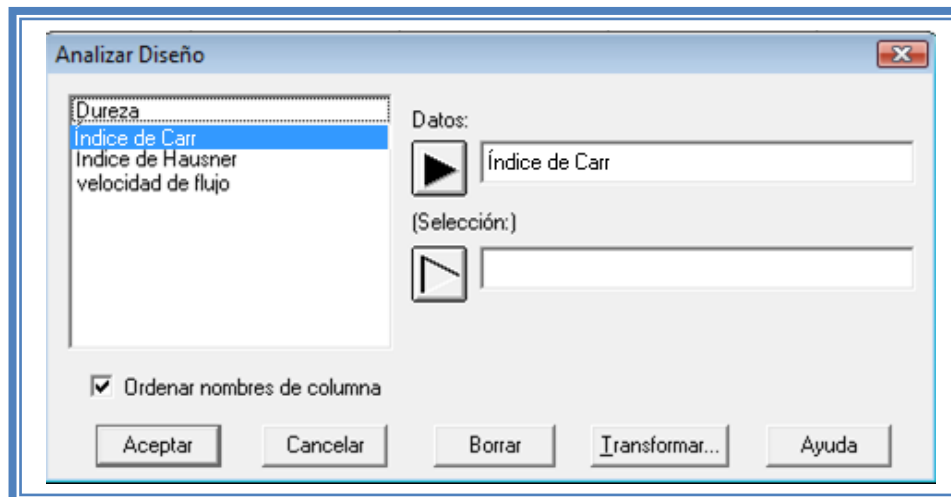 Analizar Diseño
Dureza
Índice de Carr
Indice de Hausner
velocidad de flujo
Datos:
Índice de Carr
(Selección:)
Ordenar nombres de columna
Aceptar Cancelar Borrar Transformar... Ayuda